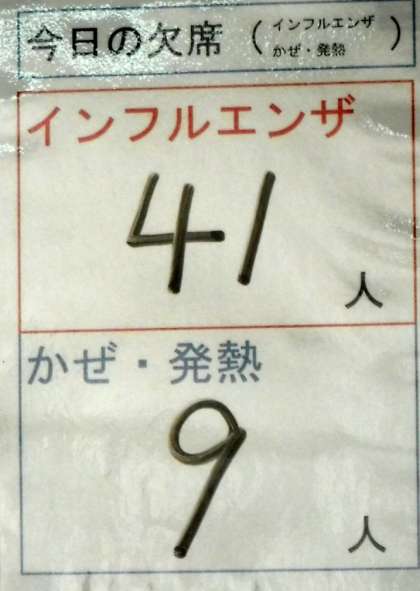 今日の欠席（インフルエンザ
かぜ・発熱）
インフルエンザ
41
人
かぜ・発熱
9
人